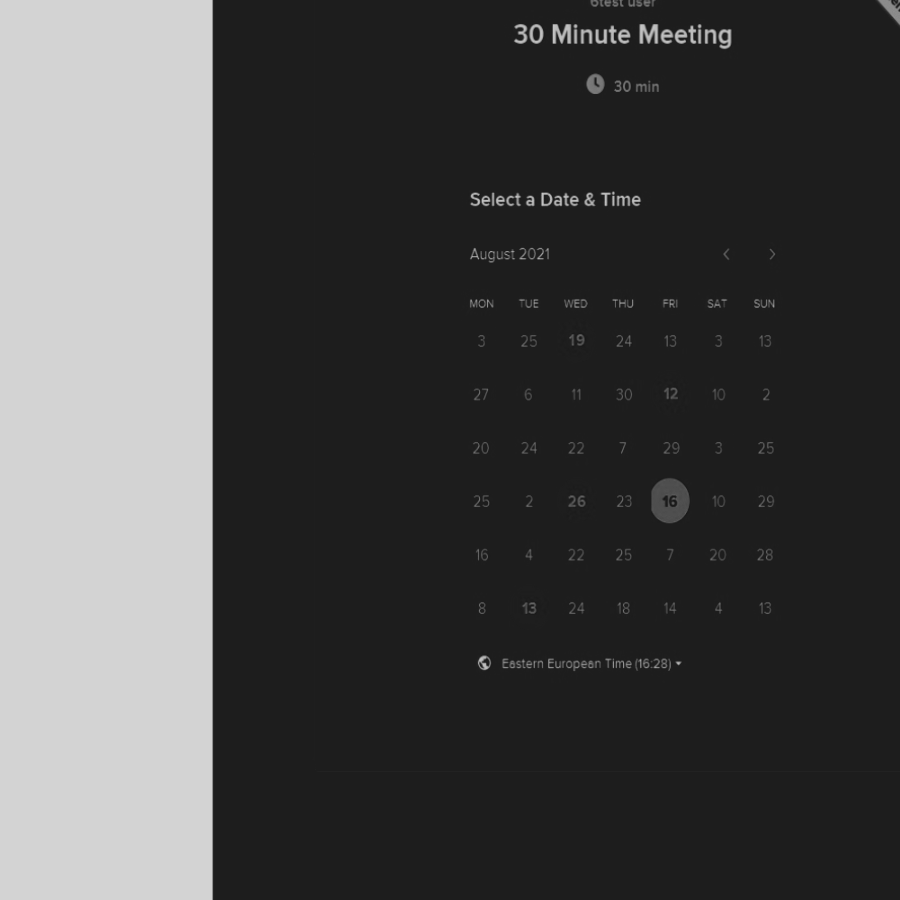 6test user
30 Minute Meeting
30 min
Select a Date & Time
August 2021
MON TUE WED THU FRI SAT SUN
3 25 19 24 13 3 13
27 6 11 30 12 10 2
20 24 22 7 29 3 25
25 2 26 23 16 10 29
16 4 22 25 7 20 28
8 13 24 18 14 4 13
Eastern European Time (16:28)